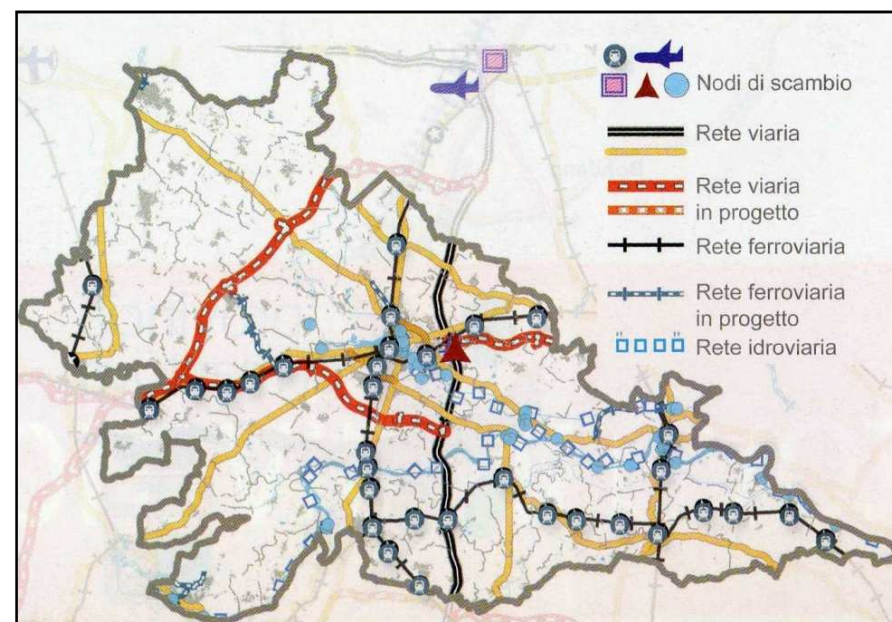 Nodi di scambio
Rete viaria
Rete viaria
in progetto
Rete ferroviaria
Rete ferroviaria
in progetto
Rete idroviaria